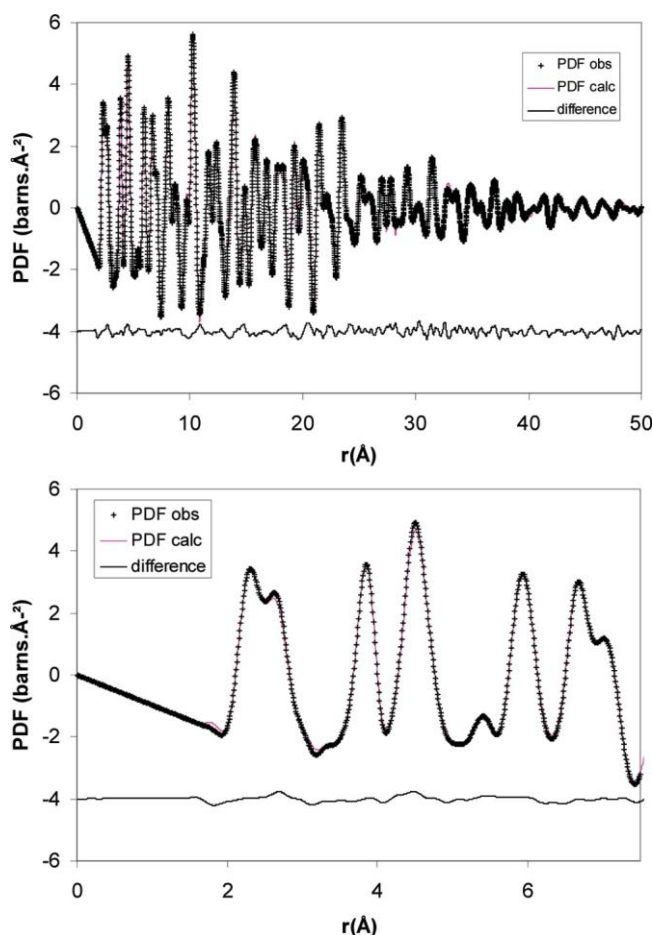 6
4
2
0
-2
-4
-6
PDF (barns.Å-²)
PDF obs
PDF calc
difference
0 10 20 30 40 50
r(Å)
6
4
2
0
-2
-4
-6
PDF (barns.Å-²)
PDF obs
PDF calc
difference
0 2 4 6
r(Å)